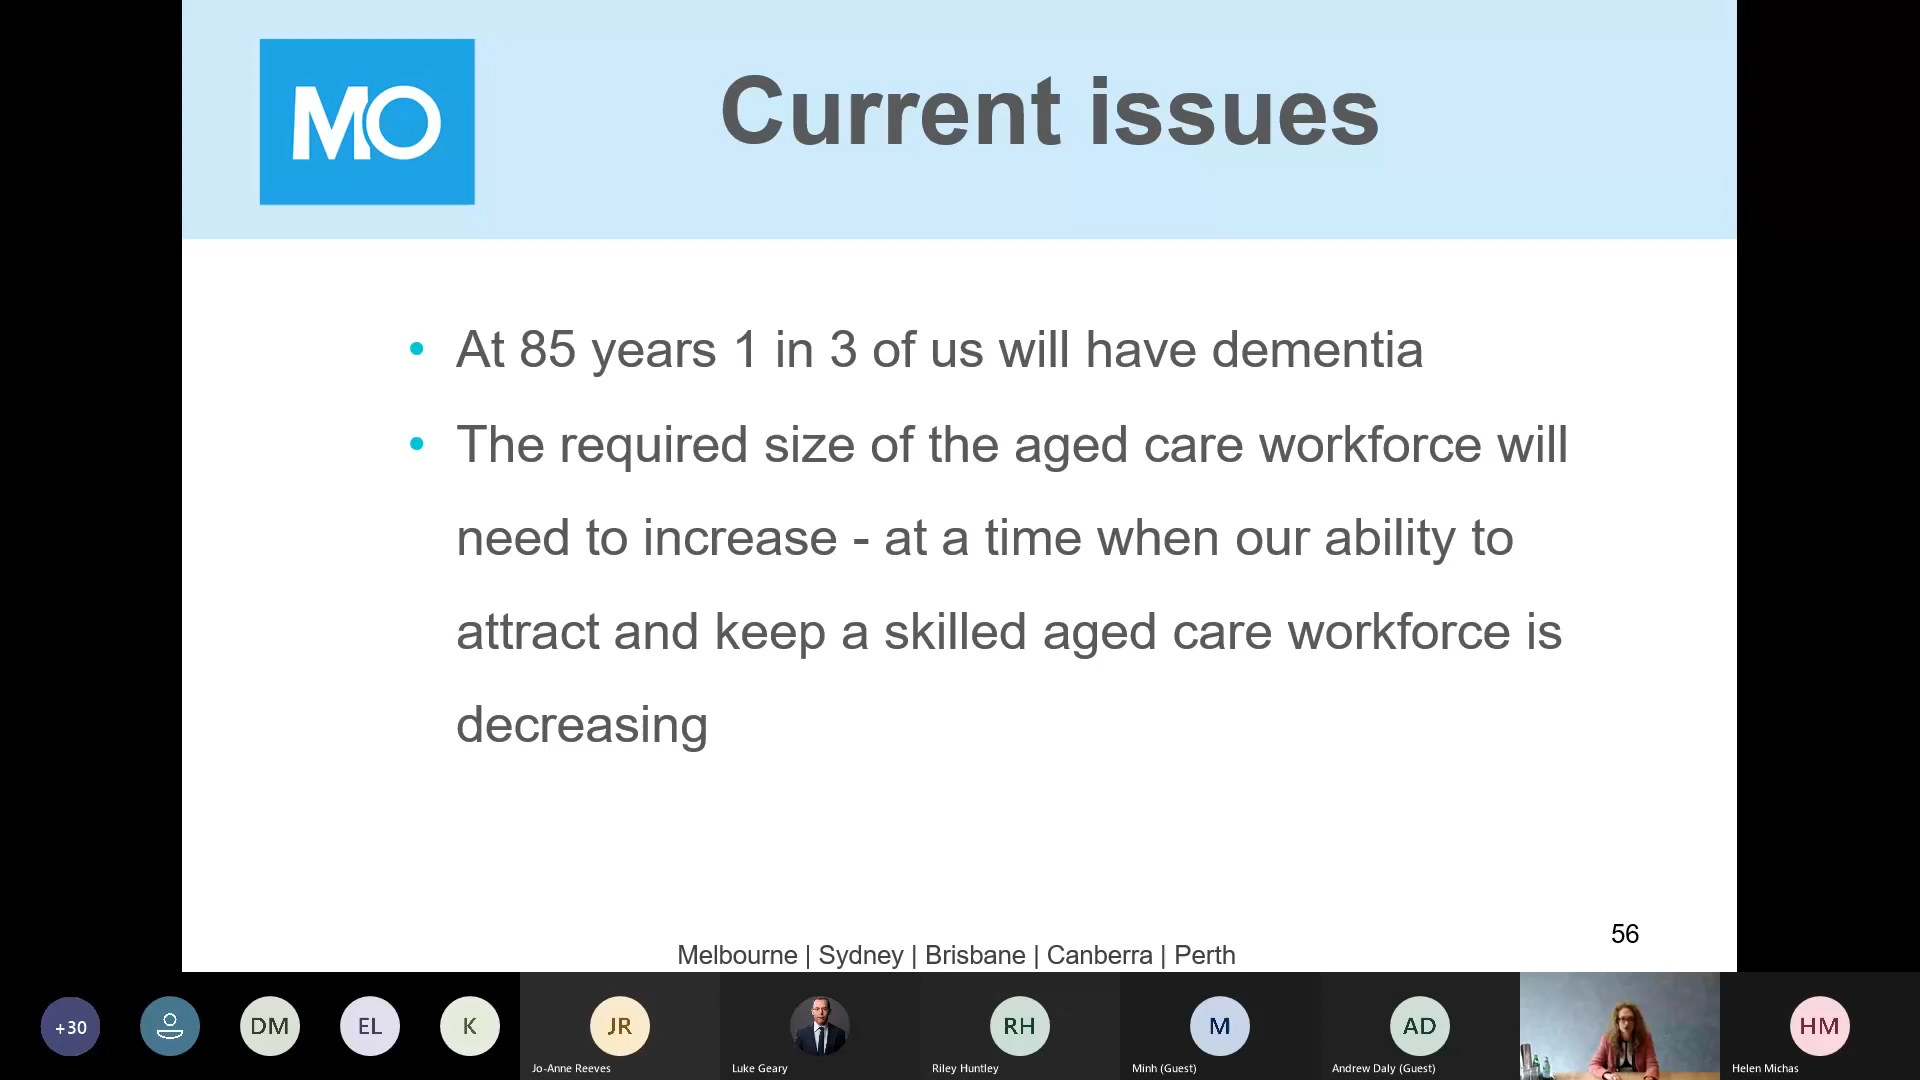 MO
Current issues
• At 85 years 1 in 3 of us will have dementia
• The required size of the aged care workforce will
need to increase - at a time when our ability to
attract and keep a skilled aged care workforce is
decreasing
56
Melbourne | Sydney | Brisbane | Canberra | Perth
+30
DM
EL
K
JR
RH
M
AD
HM
Jo-Anne Reeves
Luke Geary
Riley Huntley
Minh (Guest)
Andrew Daly (Guest)
Helen Michas